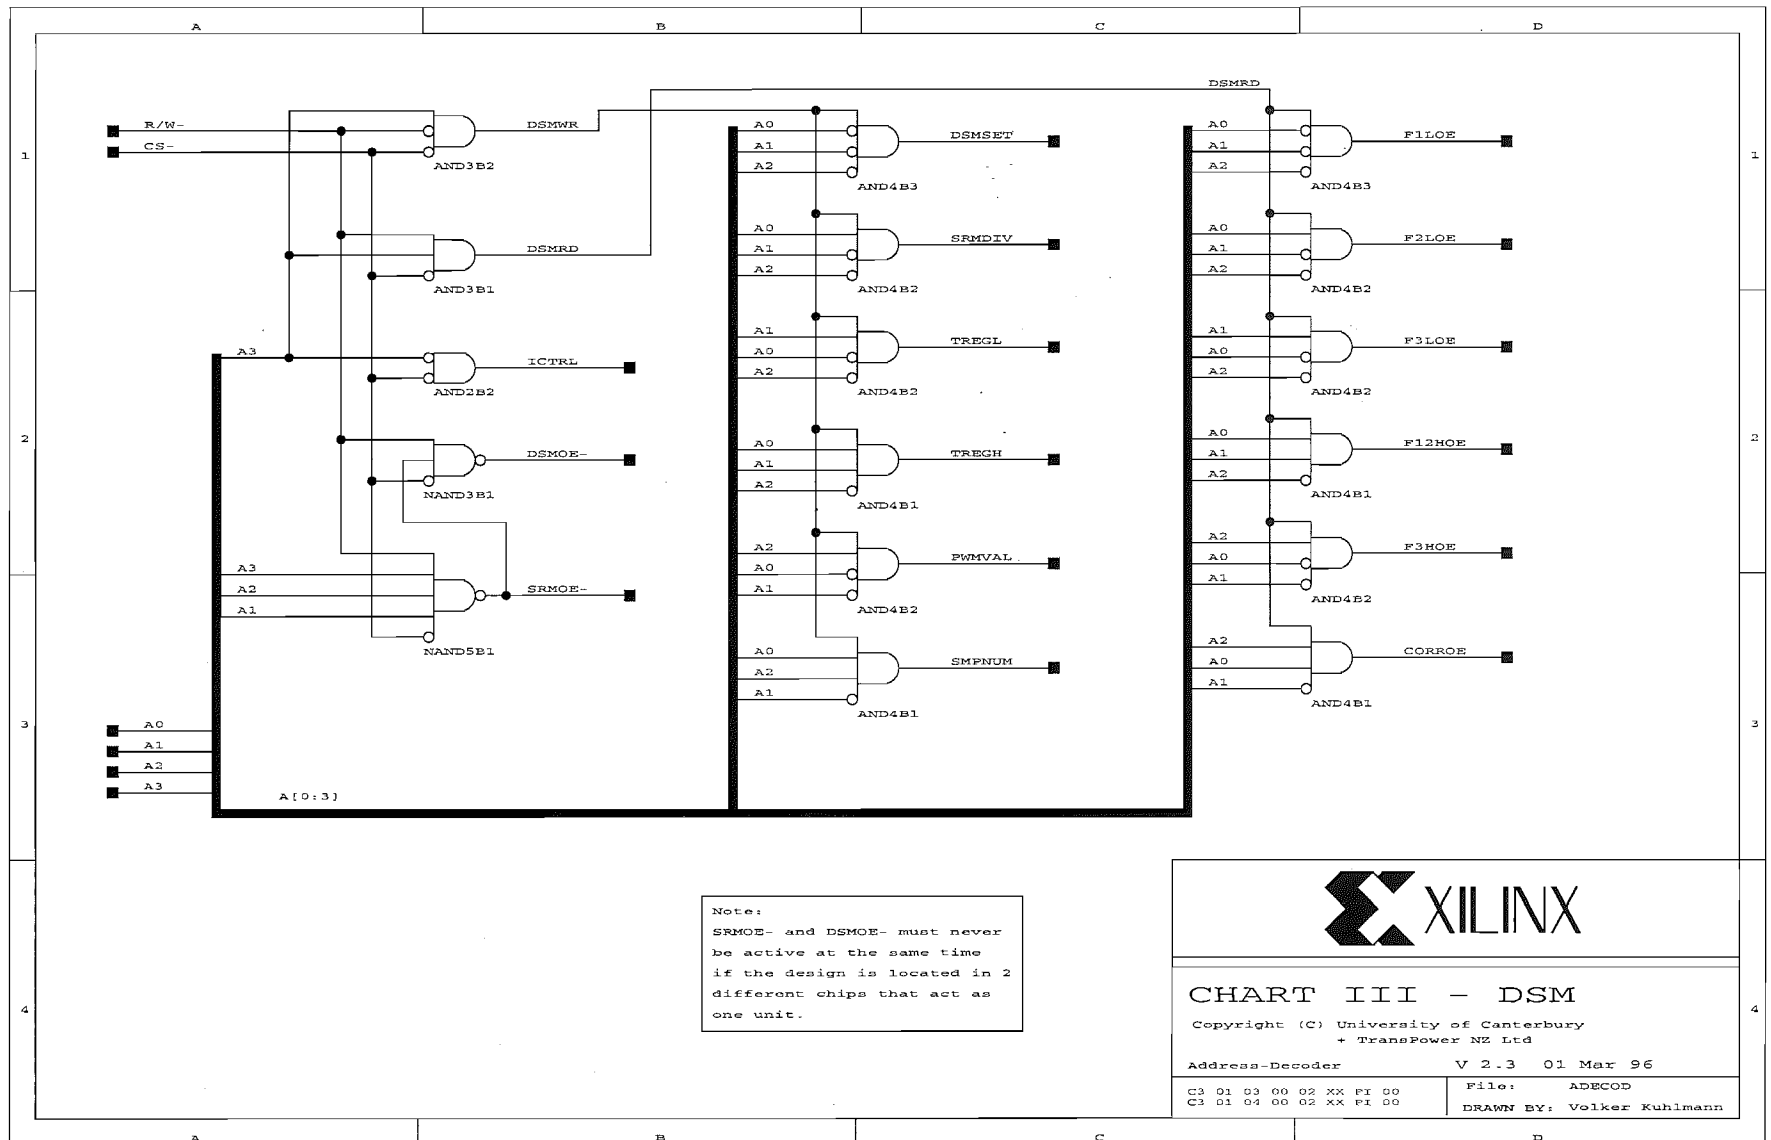 A B C D
DSMRD
R/W-
CS-
DSMWR
AND3B2
A0
A1
A2
DSMSET
AND4B3
A0
A1
A2
F1LOE
AND4B3
1
1
DSMRD
AND3B1
A0
A1
A2
SRMDIV
AND4B2
A0
A1
A2
F2LOE
AND4B2
A3
ICTRL
AND2B2
A1
A0
A2
TREGL
AND4B2
A1
A0
A2
F3LOE
AND4B2
2
2
DSMOE-
NAND3B1
A0
A1
A2
TREGH
AND4B1
A0
A1
A2
F12HOE
AND4B1
A3
A2
A1
SRMOE-
NAND5B1
A2
A0
A1
PWMVAL
AND4B2
A2
A0
A1
F3HOE
AND4B2
A0
A2
A1
SMPNUM
AND4B1
A2
A0
A1
CORROE
AND4B1
3
3
A0
A1
A2
A3
A[0:3]
Note:
SRMOE- and DSMOE- must never
be active at the same time
if the design is located in 2
different chips that act as
one unit.
XILINX
4
4
CHART III - DSM
Copyright (C) University of Canterbury
+ TransPower NZ Ltd
Address-Decoder V 2.3 01 Mar 96
C3 01 03 00 02 XX PI 00
C3 01 04 00 02 XX PI 00
File: ADECOD
DRAWN BY: Volker Kuhlmann
A B C D